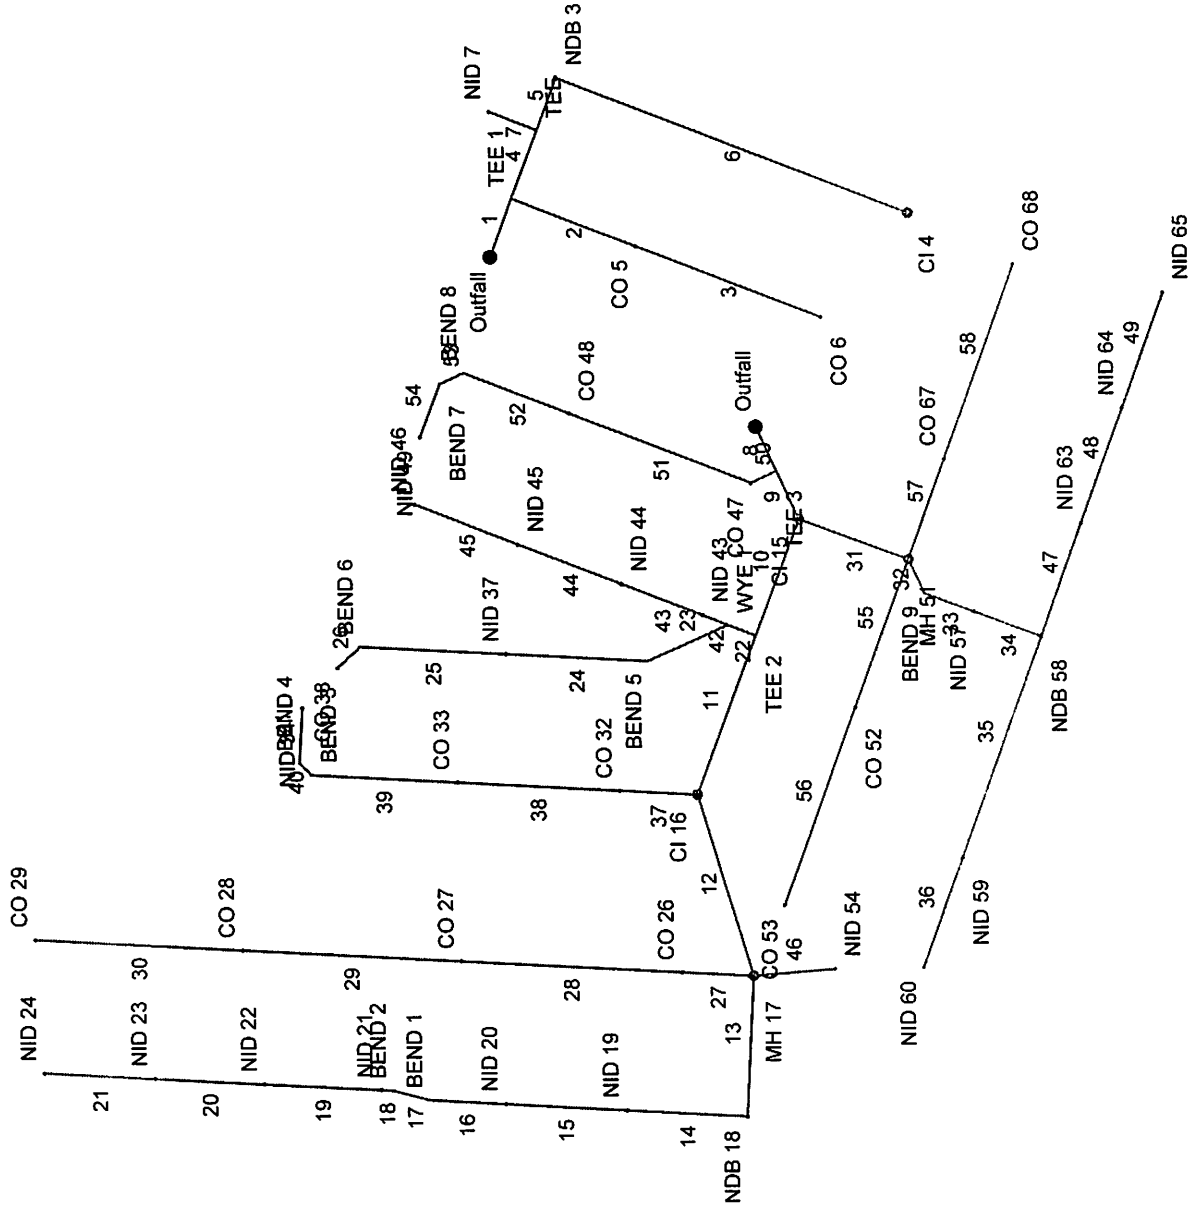 NDB 3
NID 7
5
TEE
7
TEE 1
4
1
2
6
Outfall
CO 5
3
CI 4
CO 6
CO 68
NID 65
BEND 8
54
CO 48
52
BEND 7
NID 46
51
Outfall
8
50
9
TEE 3
CO 47
NID 45
45
NID 44
44
NID 43
WYE 1
10
CI 15
43
23
42
22
TEE 2
11
31
32
58
CO 67
57
49
NID 64
48
NID 63
47
55
BEND 9
MH 51
33
NID 57
34
NDB 58
35
CO 52
56
BEND 6
26
NID 37
25
24
BEND 5
BEND 4
CO 38
40
CO 33
39
CO 32
38
37
CI 16
12
CO 53
46
NID 54
NID 59
36
NID 60
CO 29
CO 28
CO 27
CO 26
30
29
28
27
13
MH 17
NID 24
NID 23
NID 22
NID 21
BEND 2
BEND 1
NID 20
NID 19
21
20
19
18
17
16
15
14
NDB 18